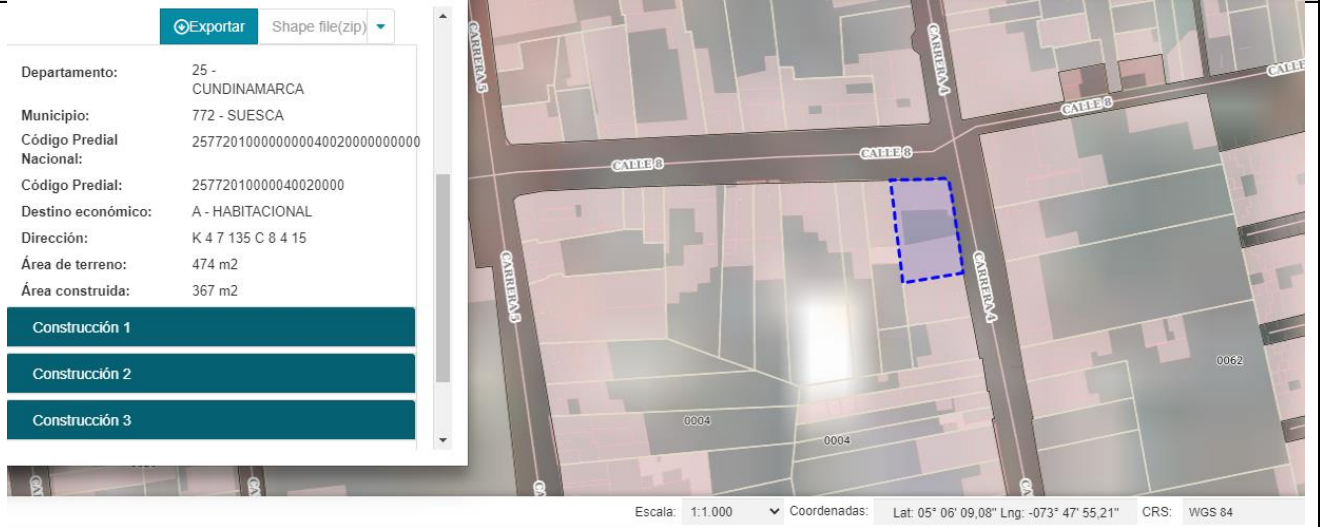 Exportar
Shape file(zip)
Departamento: 25 -
CUNDINAMARCA
Municipio: 772 - SUESCA
Código Predial
Nacional: 257720100000000040020000000000
Código Predial: 25772010000040020000
Destino económico: A - HABITACIONAL
Dirección: K 4 7 135 C 8 4 15
Área de terreno: 474 m2
Área construida: 367 m2
Construcción 1
Construcción 2
Construcción 3
CARRERA 5
CARRERA 4
CALLE
CALLE 8
CALLE 8
CALLE 8
CARRERA 5
CARRERA 4
0062
0004
0004
CA
CA
CA
Escala: 1:1.000
Coordenadas: Lat: 05° 06' 09,08" Lng: -073° 47' 55,21"
CRS: WGS 84